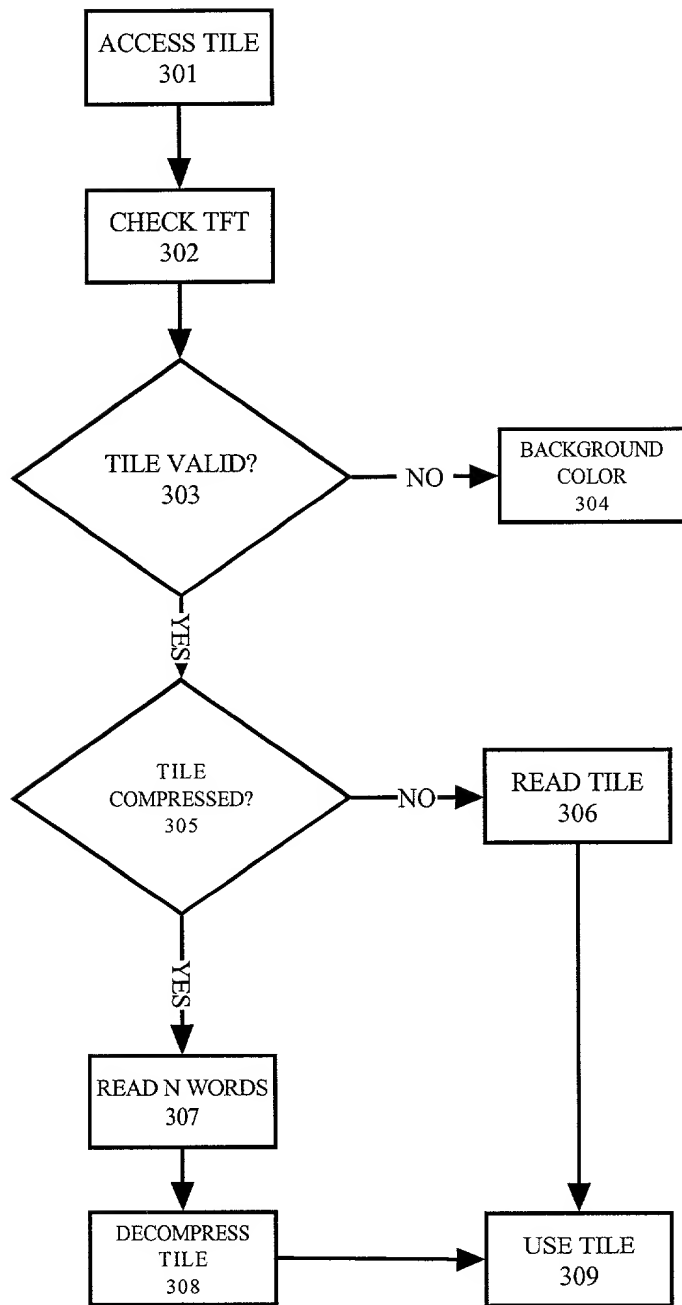 ACCESS TILE
301
CHECK TFT
302
TILE VALID?
303
NO
BACKGROUND
COLOR
304
YES
TILE
COMPRESSED?
305
NO
READ TILE
306
YES
READ N WORDS
307
DECOMPRESS
TILE
308
USE TILE
309